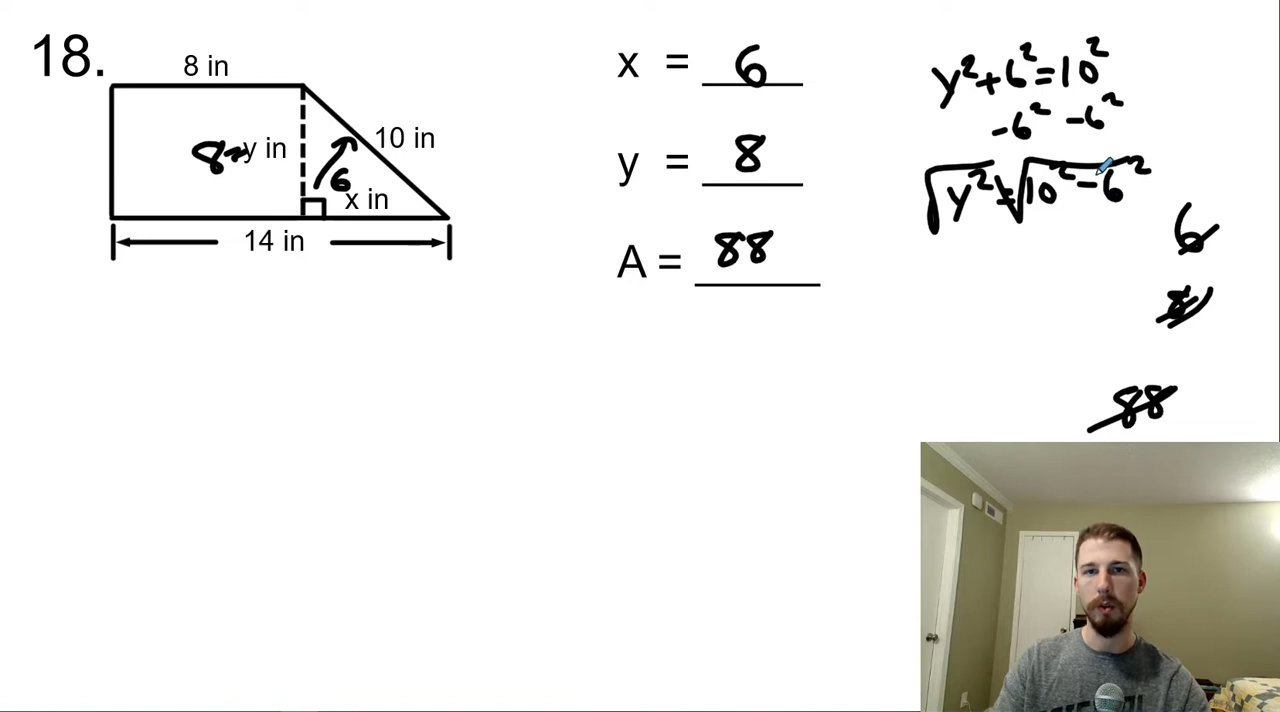 18.
8 in
8
y in
10 in
6
x in
14 in
x = 6
y = 8
A = 88
y²+6²=10²
-6² -6²
√y² = √10²-6²
6
88